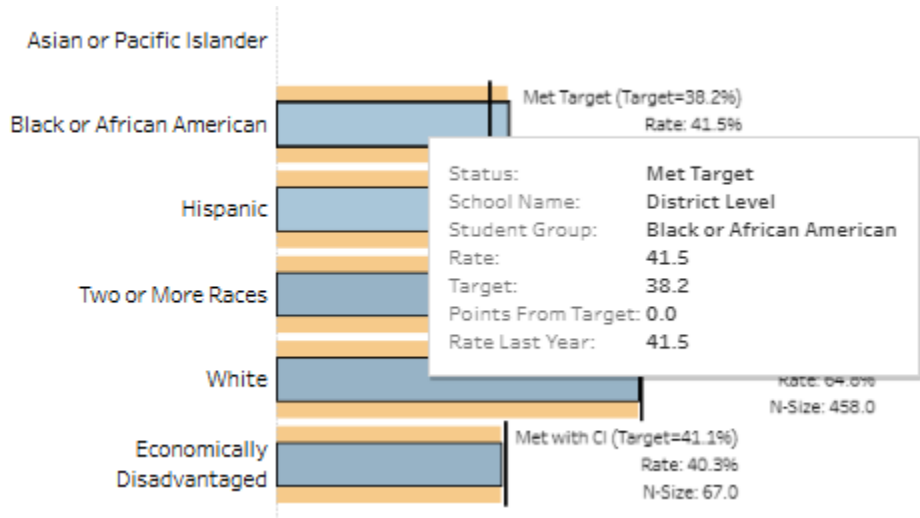 Asian or Pacific Islander
Black or African American
Met Target (Target=38.2%)
Rate: 41.5%
Status: Met Target
School Name: District Level
Student Group: Black or African American
Rate: 41.5
Target: 38.2
Points From Target: 0.0
Rate Last Year: 41.5
Hispanic
Two or More Races
White
Rate: 64.8%
N-Size: 458.0
Economically
Disadvantaged
Met with CI (Target=41.1%)
Rate: 40.3%
N-Size: 67.0